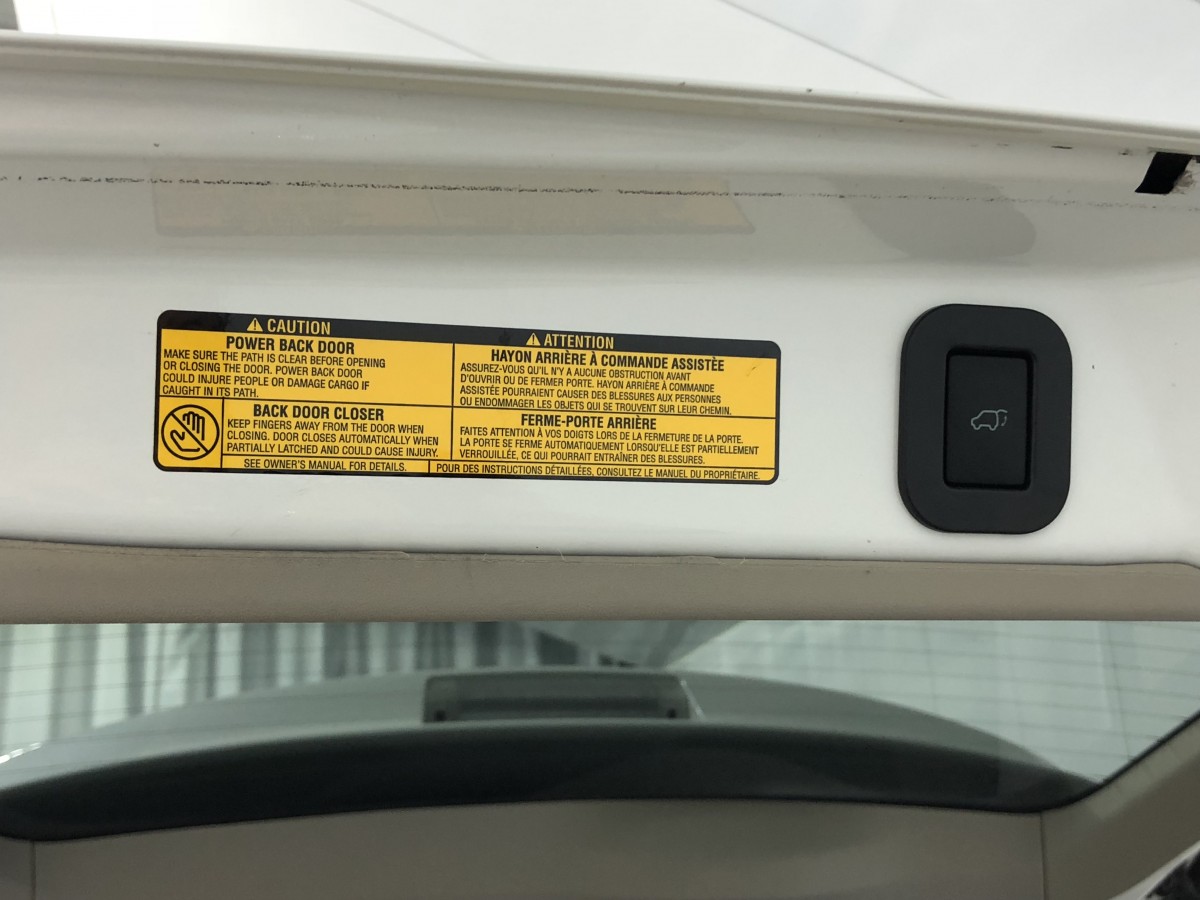 CAUTION
POWER BACK DOOR
MAKE SURE THE PATH IS CLEAR BEFORE OPENING
OR CLOSING THE DOOR. POWER BACK DOOR
COULD INJURE PEOPLE OR DAMAGE CARGO IF
CAUGHT IN ITS PATH.
BACK DOOR CLOSER
KEEP FINGERS AWAY FROM THE DOOR WHEN
CLOSING. DOOR CLOSES AUTOMATICALLY WHEN
PARTIALLY LATCHED AND COULD CAUSE INJURY.
SEE OWNER'S MANUAL FOR DETAILS.
ATTENTION
HAYON ARRIÈRE À COMMANDE ASSISTÈE
ASSUREZ-VOUS QU'IL N'Y A AUCUNE OBSTRUCTION AVANT
D'OUVRIR OU DE FERMER PORTE. HAYON ARRIÈRE À COMMANDE
ASSISTÉE POURRAIENT CAUSER DES BLESSURES AUX PERSONNES
OU ENDOMMAGER LES OBJETS QUI SE TROUVENT SUR LEUR CHEMIN.
FERME-PORTE ARRIÈRE
FAITES ATTENTION À VOS DOIGTS LORS DE LA FERMETURE DE LA PORTE.
LA PORTE SE FERME AUTOMATIQUEMENT LORSQU'ELLE EST PARTIELLEMENT
VERROUILLÉE, CE QUI POURRAIT ENTRAÎNER DES BLESSURES.
POUR DES INSTRUCTIONS DÉTAILLÉES, CONSULTEZ LE MANUEL DU PROPRIÉTAIRE.